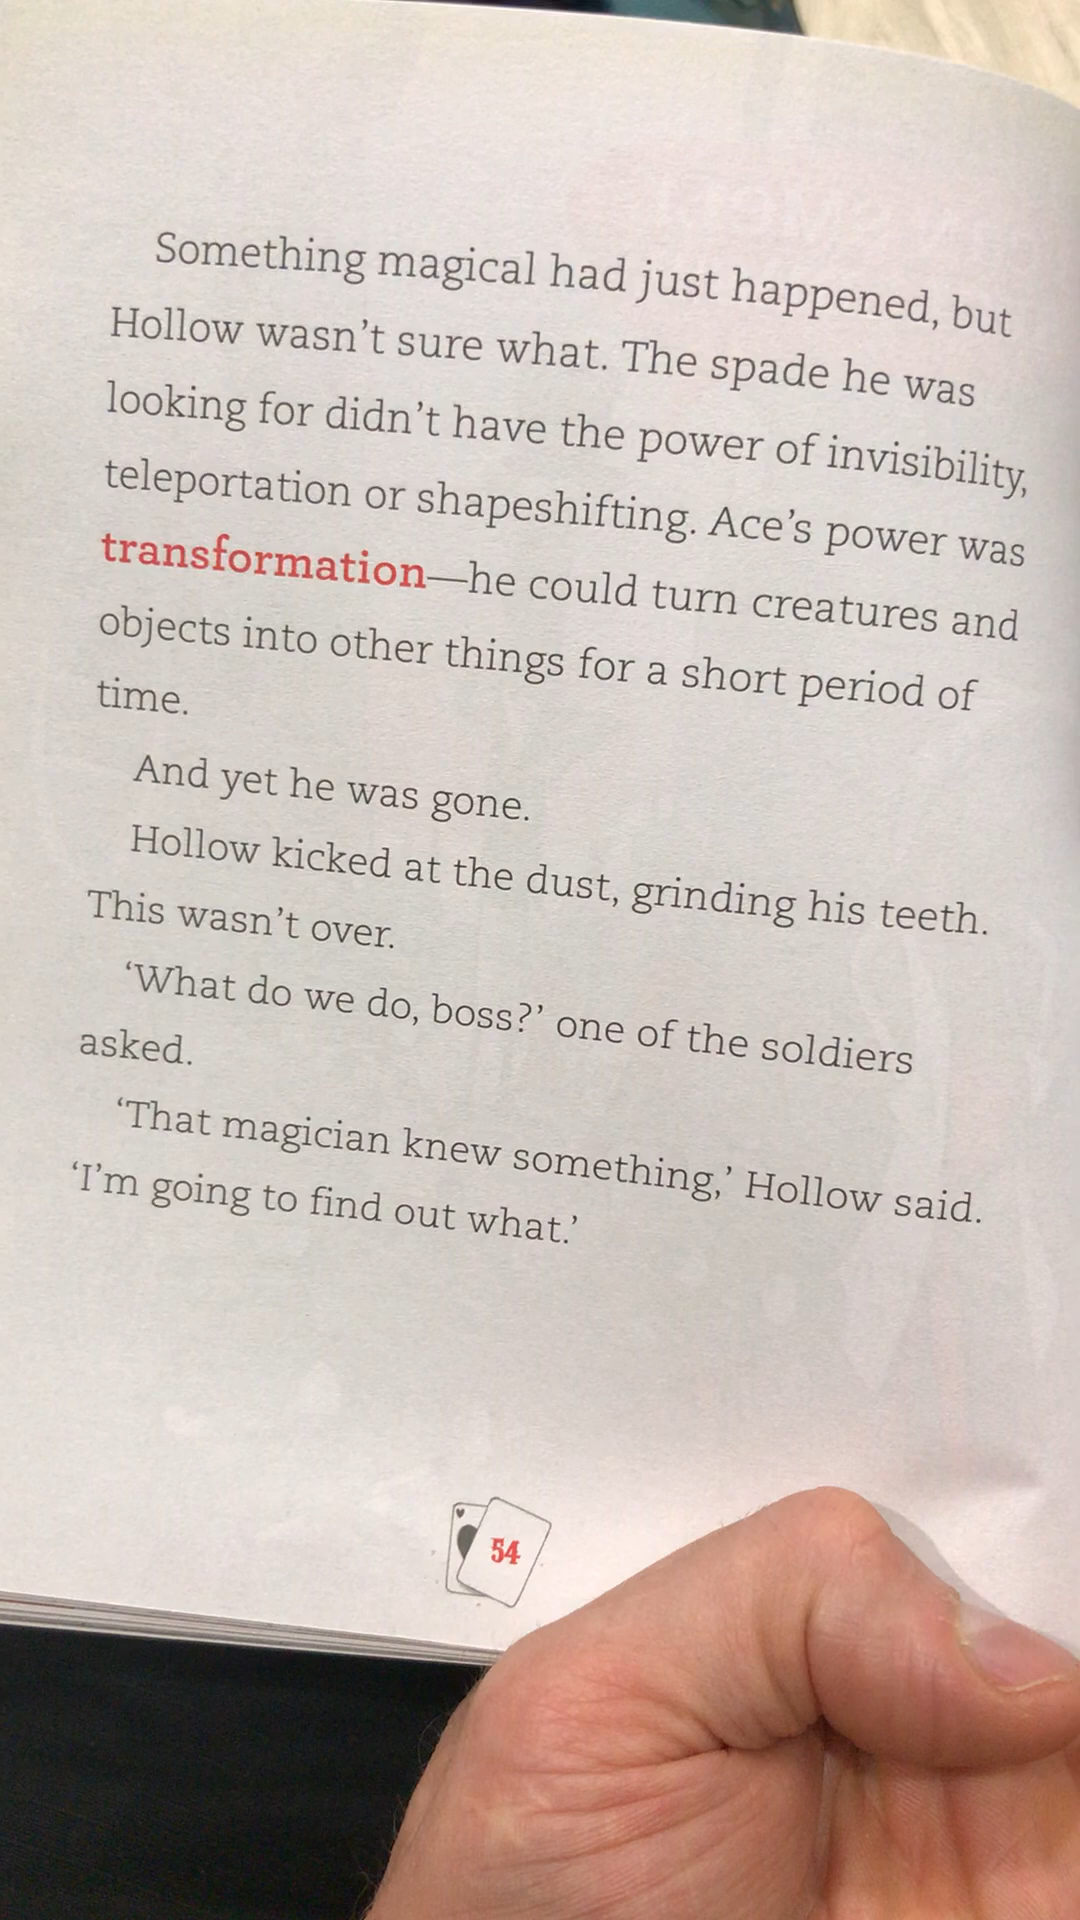 Something magical had just happened, but
Hollow wasn't sure what. The spade he was
looking for didn't have the power of invisibility,
teleportation or shapeshifting. Ace's power was
transformation—he could turn creatures and
objects into other things for a short period of
time.
And yet he was gone.
Hollow kicked at the dust, grinding his teeth.
This wasn't over.
‘What do we do, boss?’ one of the soldiers
asked.
‘That magician knew something,’ Hollow said.
‘I'm going to find out what.’
54